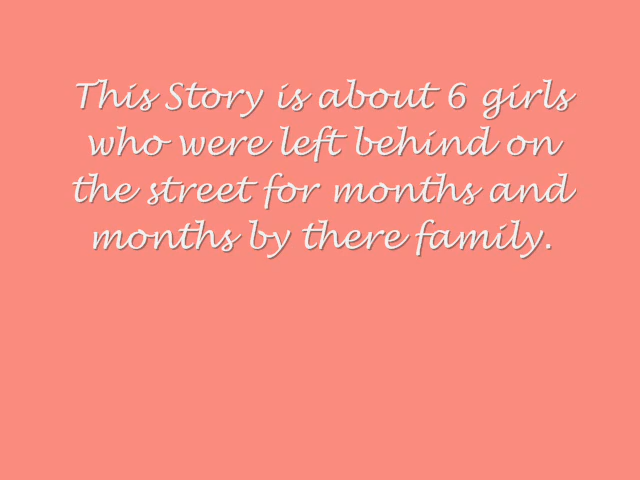 This Story is about 6 girls
who were left behind on
the street for months and
months by there family.